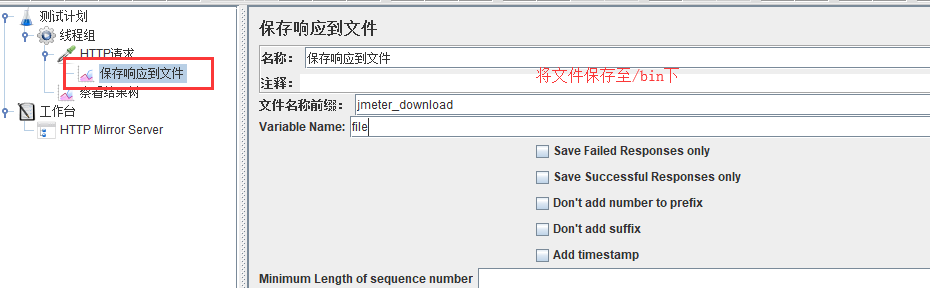 测试计划
线程组
HTTP请求
保存响应到文件
察看结果树
工作台
HTTP Mirror Server
保存响应到文件
名称： 保存响应到文件
注释：
将文件保存至/bin下
文件名称前缀： jmeter_download
Variable Name: file
Save Failed Responses only
Save Successful Responses only
Don't add number to prefix
Don't add suffix
Add timestamp
Minimum Length of sequence number